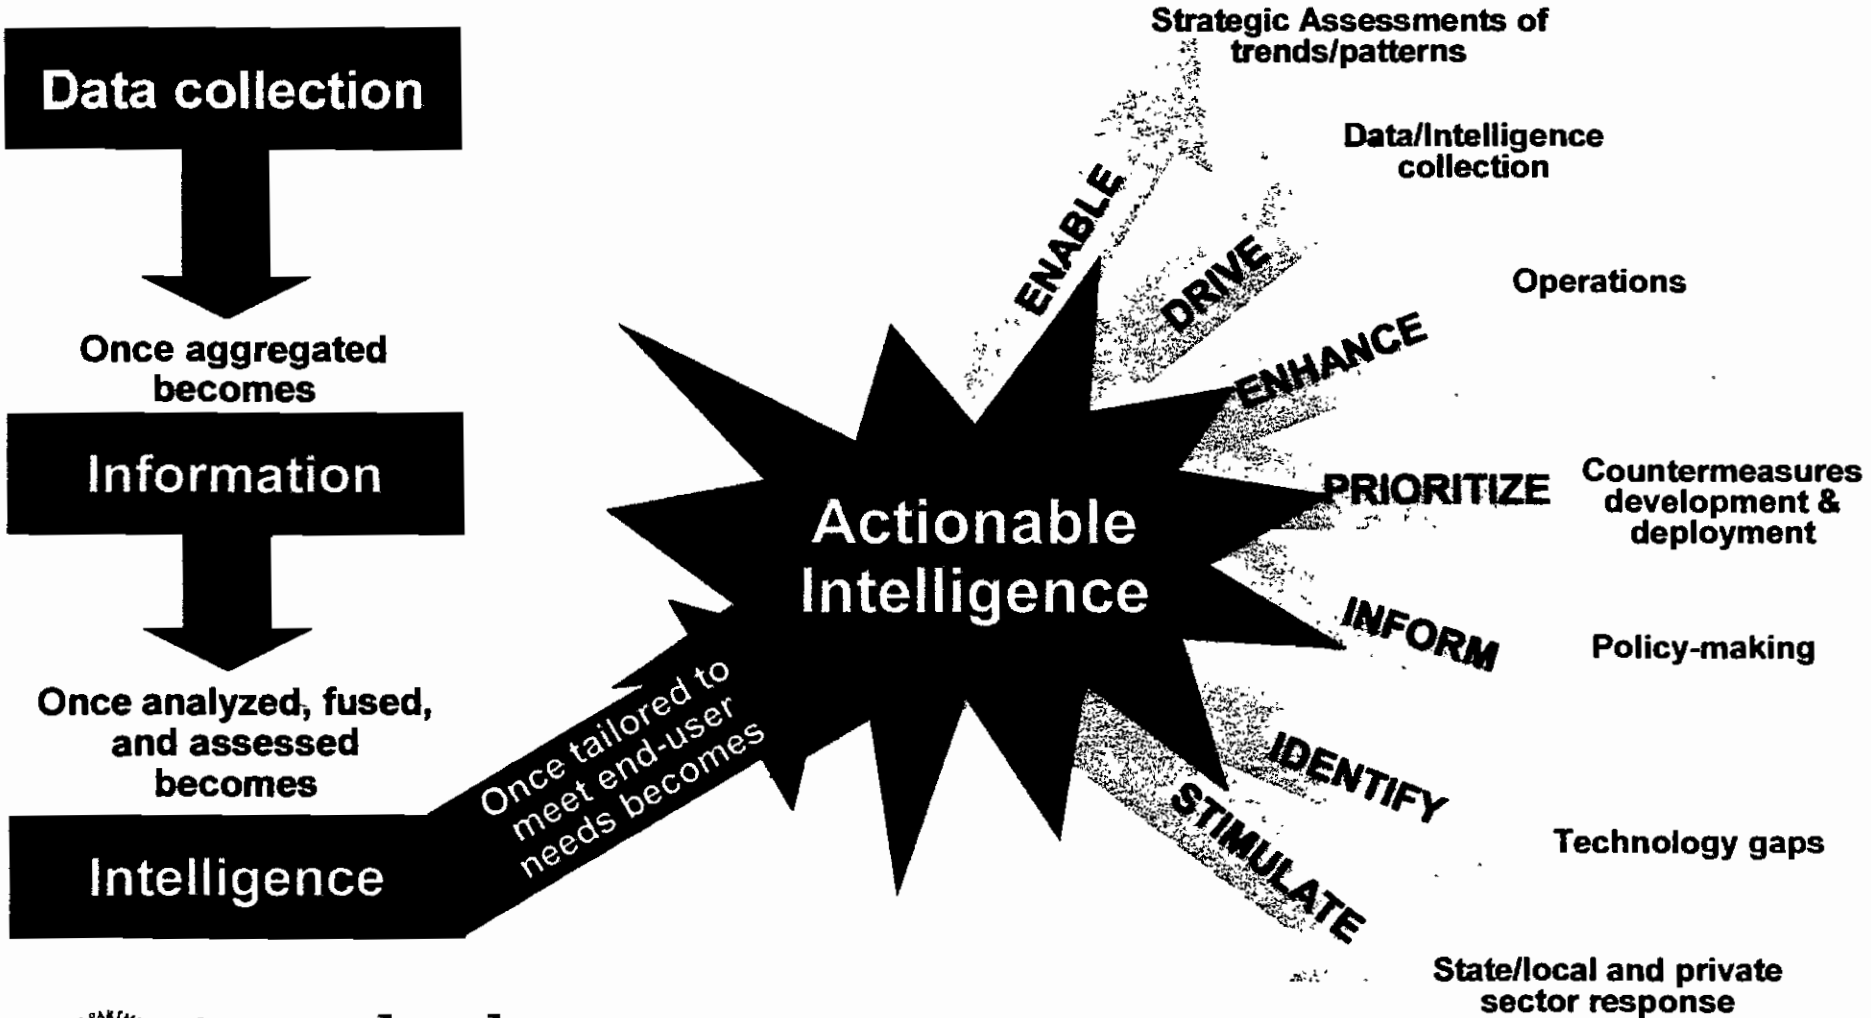 Data collection
Once aggregated
becomes
Information
Once analyzed, fused,
and assessed
becomes
Intelligence
Once tailored to
meet end-user
needs becomes
Actionable
Intelligence
ENABLE
Strategic Assessments of
trends/patterns
DRIVE
Data/Intelligence
collection
ENHANCE
Operations
PRIORITIZE
Countermeasures
development &
deployment
INFORM
Policy-making
IDENTIFY
Technology gaps
STIMULATE
State/local and private
sector response